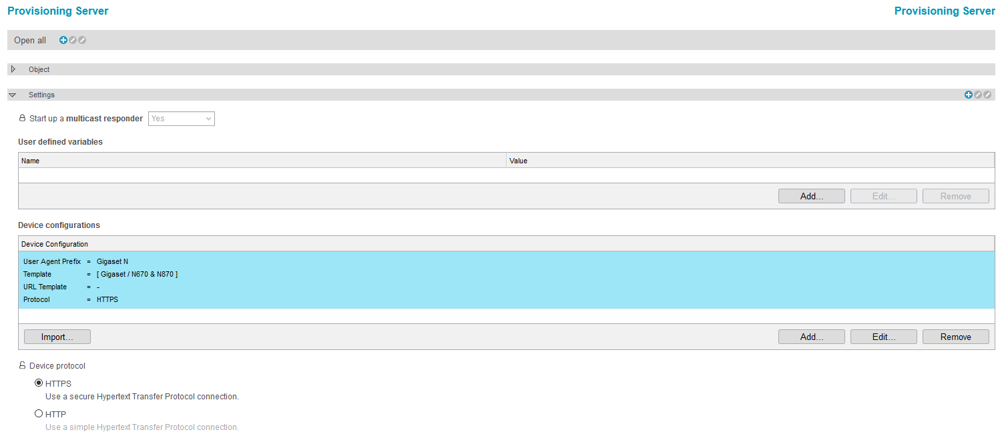 Provisioning Server Provisioning Server
Open all
Object
Settings
Start up a multicast responder Yes
User defined variables
Name Value
Add... Edit... Remove
Device configurations
Device Configuration
User Agent Prefix = Gigaset N
Template = [ Gigaset / N670 & N870 ]
URL Template = -
Protocol = HTTPS
Import... Add... Edit... Remove
Device protocol
HTTPS
Use a secure Hypertext Transfer Protocol connection.
HTTP
Use a simple Hypertext Transfer Protocol connection.